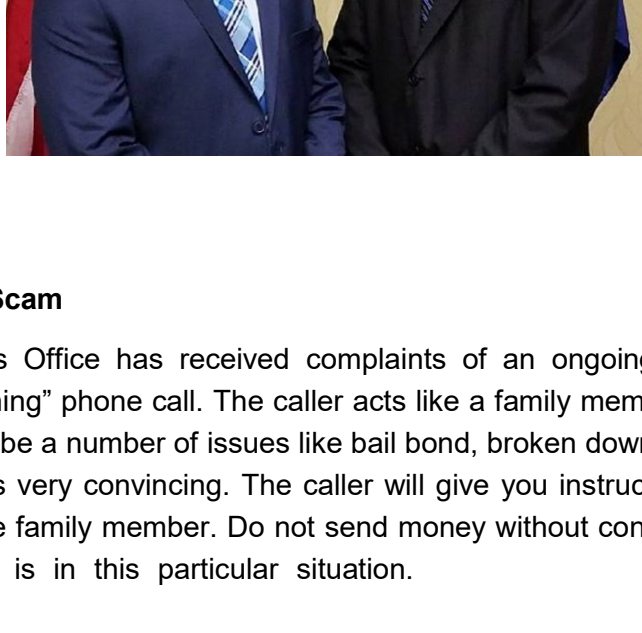 Scam
s Office has received complaints of an ongoing
ing” phone call. The caller acts like a family mem
be a number of issues like bail bond, broken dow
s very convincing. The caller will give you instruc
e family member. Do not send money without con
is in this particular situation.